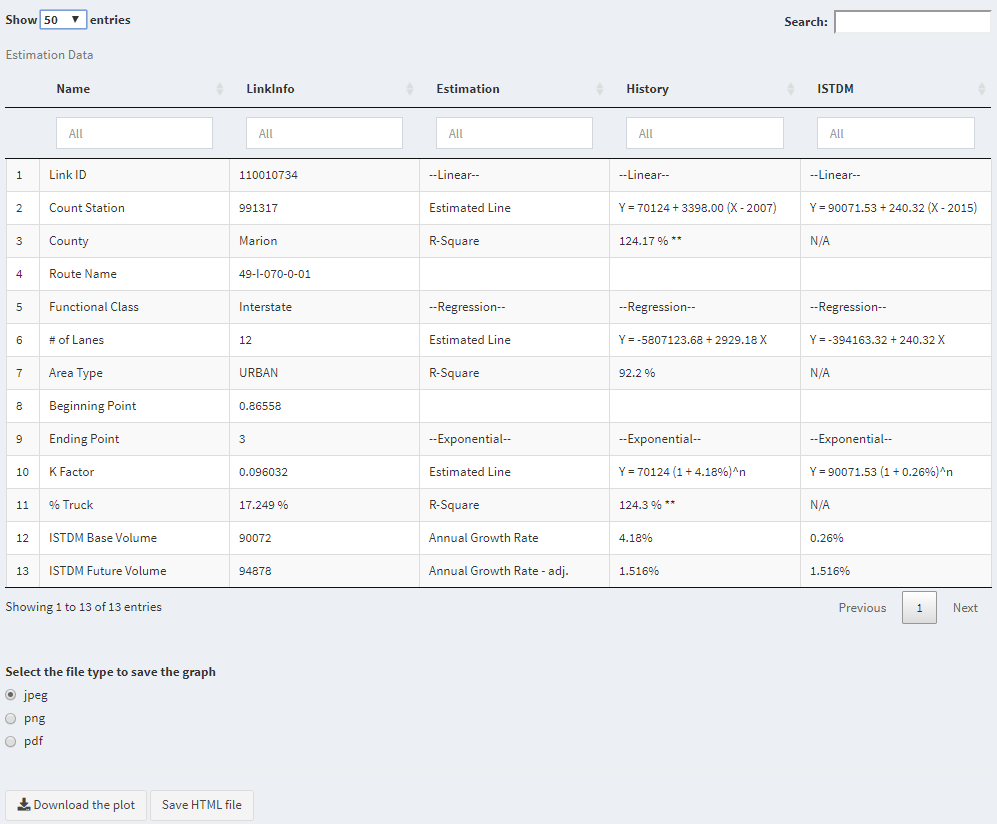 Show 50 entries Search:
Estimation Data
Name LinkInfo Estimation History ISTDM
All All All All All
1 Link ID 110010734 --Linear-- --Linear-- --Linear--
2 Count Station 991317 Estimated Line Y = 70124 + 3398.00 (X - 2007) Y = 90071.53 + 240.32 (X - 2015)
3 County Marion R-Square 124.17 % ** N/A
4 Route Name 49-I-070-0-01
5 Functional Class Interstate --Regression-- --Regression-- --Regression--
6 # of Lanes 12 Estimated Line Y = -5807123.68 + 2929.18 X Y = -394163.32 + 240.32 X
7 Area Type URBAN R-Square 92.2 % N/A
8 Beginning Point 0.86558
9 Ending Point 3 --Exponential-- --Exponential-- --Exponential--
10 K Factor 0.096032 Estimated Line Y = 70124 (1 + 4.18%)^n Y = 90071.53 (1 + 0.26%)^n
11 % Truck 17.249 % R-Square 124.3 % ** N/A
12 ISTDM Base Volume 90072 Annual Growth Rate 4.18% 0.26%
13 ISTDM Future Volume 94878 Annual Growth Rate - adj. 1.516% 1.516%
Showing 1 to 13 of 13 entries Previous 1 Next
Select the file type to save the graph
jpeg
png
pdf
Download the plot Save HTML file